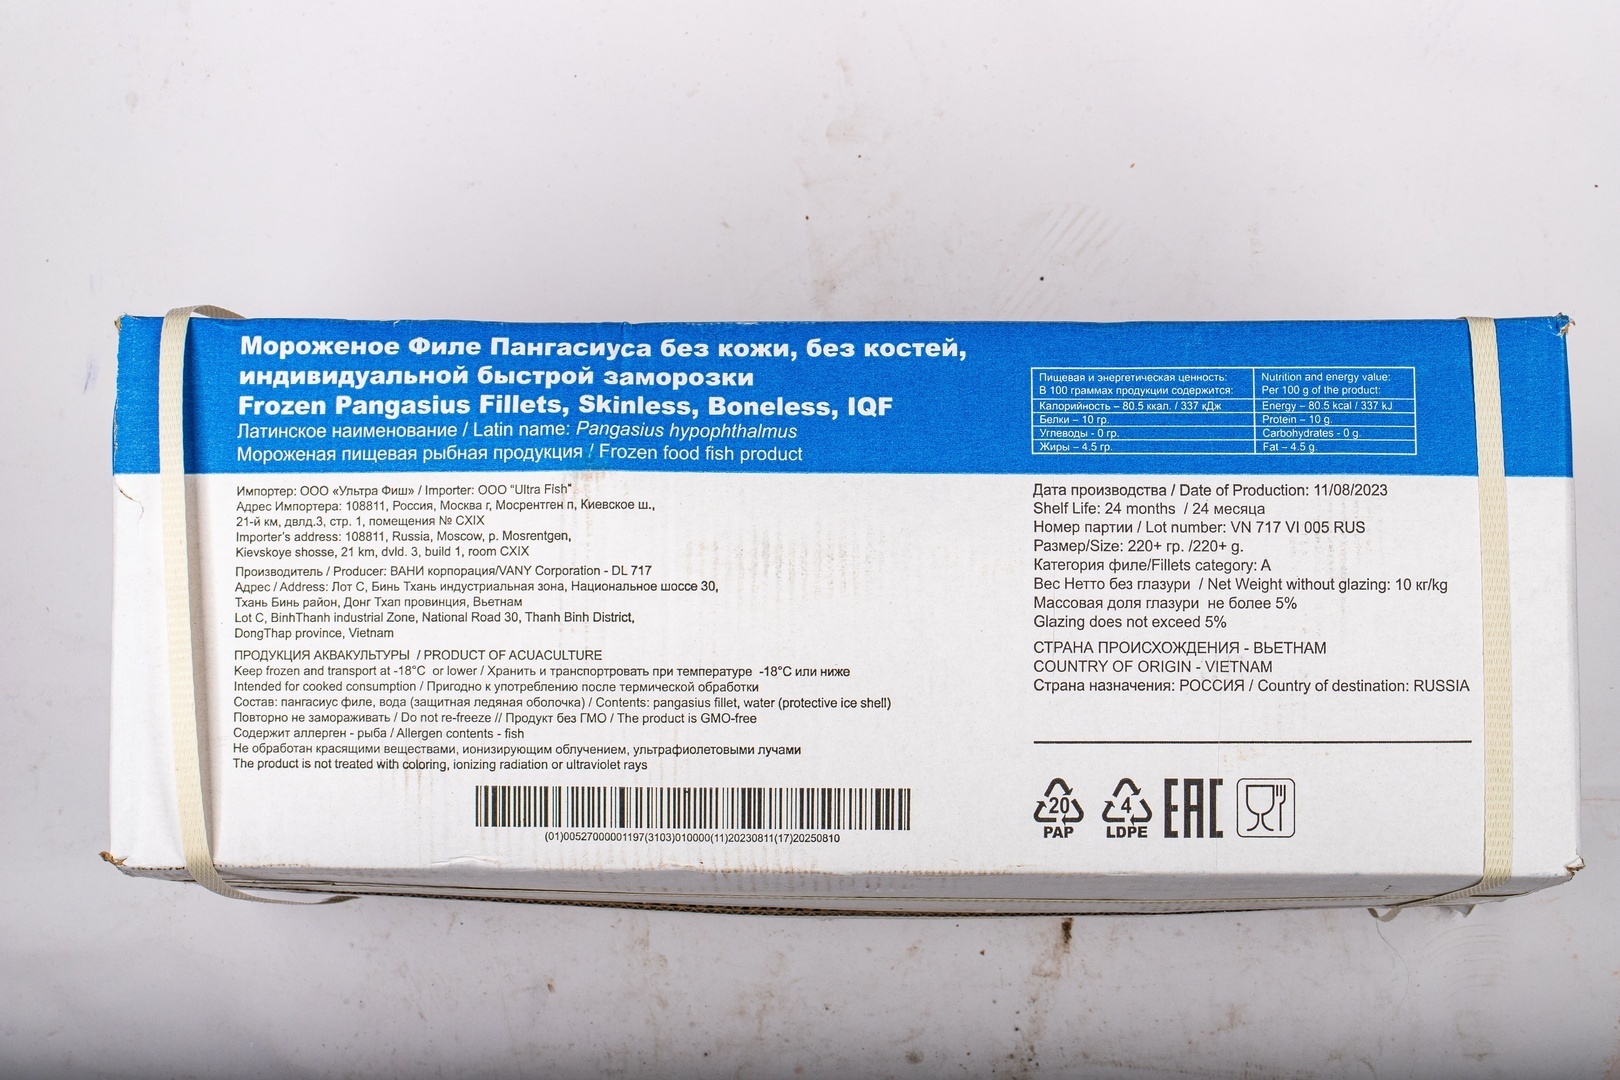 Мороженое Филе Пангасиуса без кожи, без костей,
индивидуальной быстрой заморозки
Frozen Pangasius Fillets, Skinless, Boneless, IQF
Латинское наименование / Latin name: Pangasius hypophthalmus
Мороженая пищевая рыбная продукция / Frozen food fish product
Пищевая и энергетическая ценность: Nutrition and energy value:
В 100 граммах продукции содержится: Per 100 g of the product:
Калорийность – 80.5 ккал. / 337 кДж Energy – 80.5 kcal / 337 kJ
Белки – 10 гр. Protein – 10 g.
Углеводы - 0 гр. Carbohydrates - 0 g.
Жиры – 4.5 гр. Fat – 4.5 g.
Импортер: ООО «Ультра Фиш» / Importer: OOO "Ultra Fish"
Адрес Импортера: 108811, Россия, Москва г, Мосрентген п, Киевское ш.,
21-й км, двлд.3, стр. 1, помещения № CXIX
Importer's address: 108811, Russia, Moscow, p. Mosrentgen,
Kievskoye shosse, 21 km, dvld. 3, build 1, room CXIX
Производитель / Producer: ВАНИ корпорация/VANY Corporation - DL 717
Адрес / Address: Лот С, Бинь Тхань индустриальная зона, Национальное шоссе 30,
Тхань Бинь район, Донг Тхап провинция, Вьетнам
Lot C, BinhThanh industrial Zone, National Road 30, Thanh Binh District,
DongThap province, Vietnam
ПРОДУКЦИЯ АКВАКУЛЬТУРЫ / PRODUCT OF ACUACULTURE
Keep frozen and transport at -18°C or lower / Хранить и транспортровать при температуре -18°C или ниже
Intended for cooked consumption / Пригодно к употреблению после термической обработки
Состав: пангасиус филе, вода (защитная ледяная оболочка) / Contents: pangasius fillet, water (protective ice shell)
Повторно не замораживать / Do not re-freeze // Продукт без ГМО / The product is GMO-free
Содержит аллерген - рыба / Allergen contents - fish
Не обработан красящими веществами, ионизирующим облучением, ультрафиолетовыми лучами
The product is not treated with coloring, ionizing radiation or ultraviolet rays
(01)00527000001197(3103)010000(11)20230811(17)20250810
Дата производства / Date of Production: 11/08/2023
Shelf Life: 24 months / 24 месяца
Номер партии / Lot number: VN 717 VI 005 RUS
Размер/Size: 220+ гр. /220+ g.
Категория филе/Fillets category: A
Вес Нетто без глазури / Net Weight without glazing: 10 кг/kg
Массовая доля глазури не более 5%
Glazing does not exceed 5%
СТРАНА ПРОИСХОЖДЕНИЯ - ВЬЕТНАМ
COUNTRY OF ORIGIN - VIETNAM
Страна назначения: РОССИЯ / Country of destination: RUSSIA
20 4 EAC
PAP LDPE